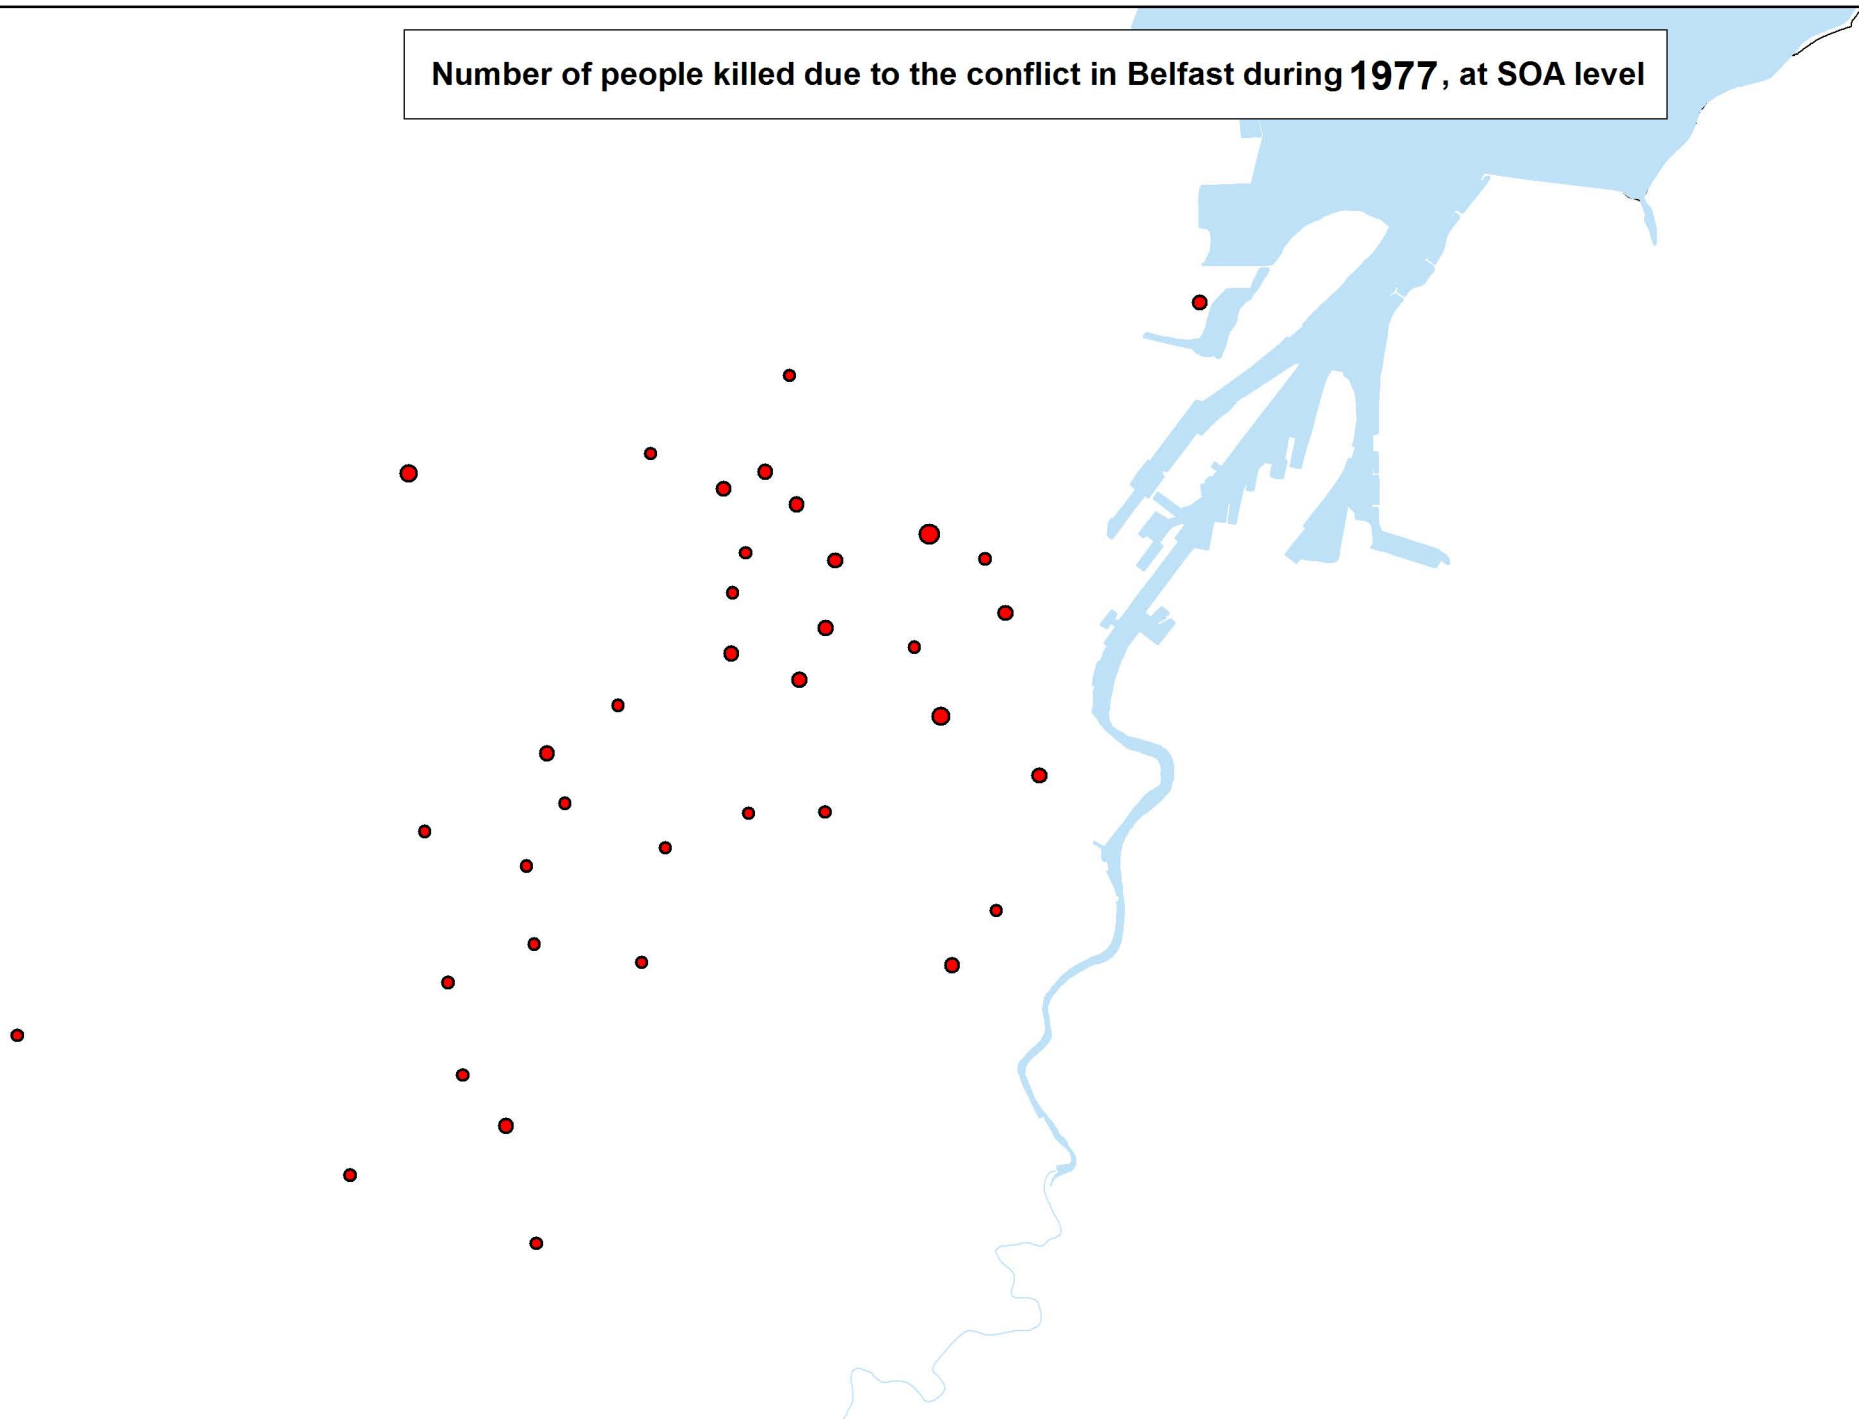 Number of people killed due to the conflict in Belfast during 1977, at SOA level